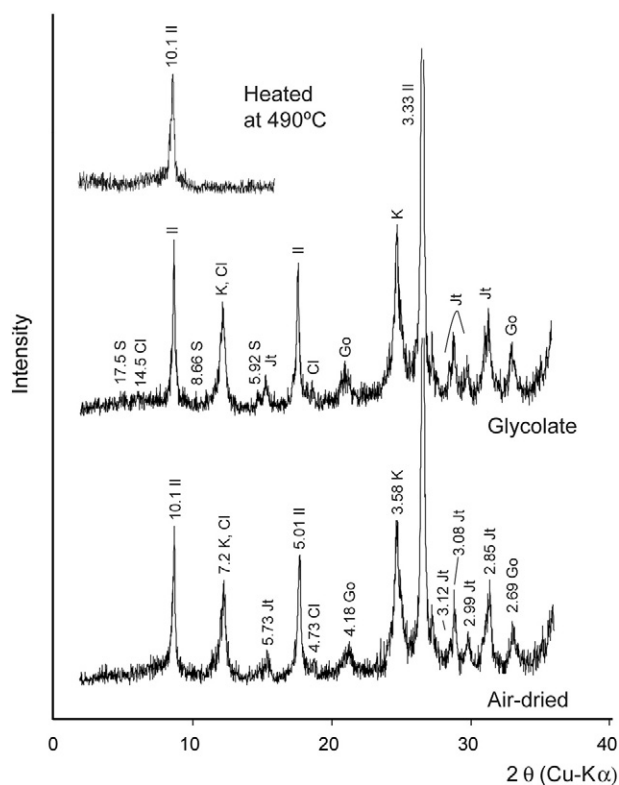 10.1 Il
Heated
at 490ºC
3.33 Il
Il
K, Cl
Il
K
Jt
Jt
Go
17.5 S
14.5 Cl
8.66 S
5.92 S
Jt
Cl
Go
Glycolate
Intensity
10.1 Il
7.2 K, Cl
5.73 Jt
5.01 Il
4.73 Cl
4.18 Go
3.58 K
3.12 Jt
3.08 Jt
2.99 Jt
2.85 Jt
2.69 Go
Air-dried
0 10 20 30 40
2 θ (Cu-Kα)